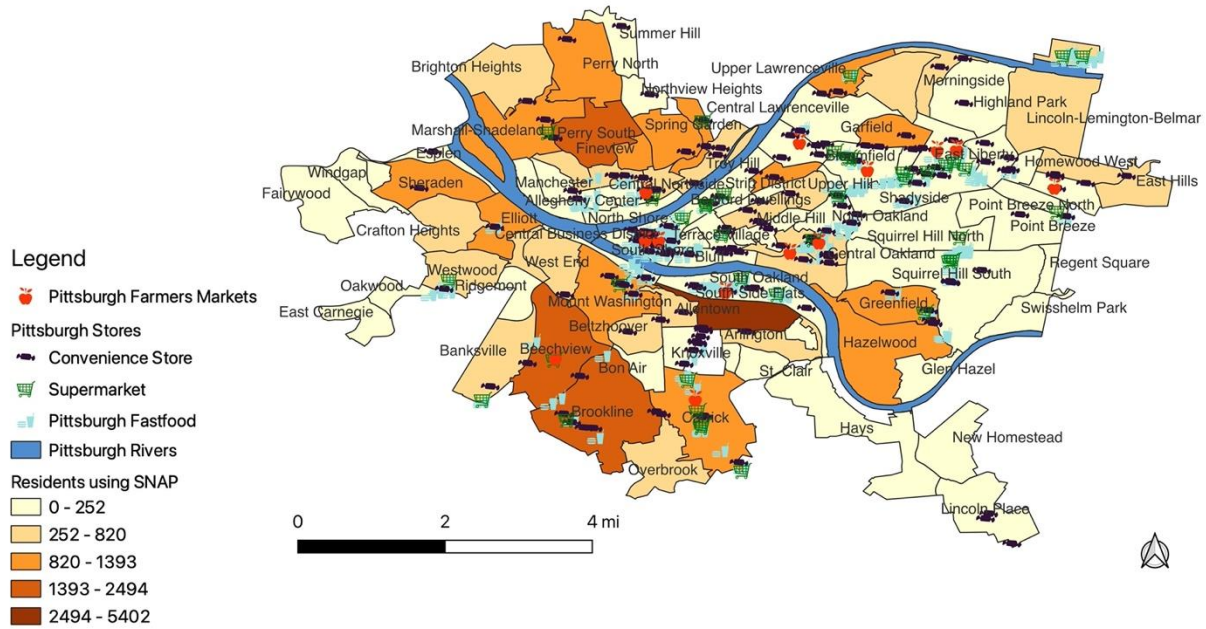 Summer Hill
Brighton Heights
Perry North
Upper Lawrenceville
Morningside
Northview Heights
Central Lawrenceville
Highland Park
Lincoln-Lemington-Belmar
Marshall-Shadeland
Perry South
Spring Garden
Garfield
Fineview
Esplen
Troy Hill
Bloomfield
East Liberty
Homewood West
Windgap
Fairywood
Sheraden
Manchester
Central Northside
Strip District
Upper Hill
Shadyside
East Hills
Allegheny Center
Bedford Dwellings
Point Breeze North
Crafton Heights
Elliott
North Shore
Middle Hill
North Oakland
Point Breeze
Central Business District
Terrace Village
Squirrel Hill North
South Shore
Bluff
Central Oakland
West End
Regent Square
Westwood
Oakwood
Ridgemont
South Oakland
Squirrel Hill South
South Side Flats
Mount Washington
Allentown
Greenfield
Swisshelm Park
East Carnegie
Beltzhoover
Arlington
Hazelwood
Banksville
Beechview
Knoxville
Bon Air
St. Clair
Glen Hazel
Brookline
Carrick
Hays
New Homestead
Overbrook
Lincoln Place
Legend
Pittsburgh Farmers Markets
Pittsburgh Stores
Convenience Store
Supermarket
Pittsburgh Fastfood
Pittsburgh Rivers
Residents using SNAP
0 - 252
252 - 820
820 - 1393
1393 - 2494
2494 - 5402
0 2 4 mi